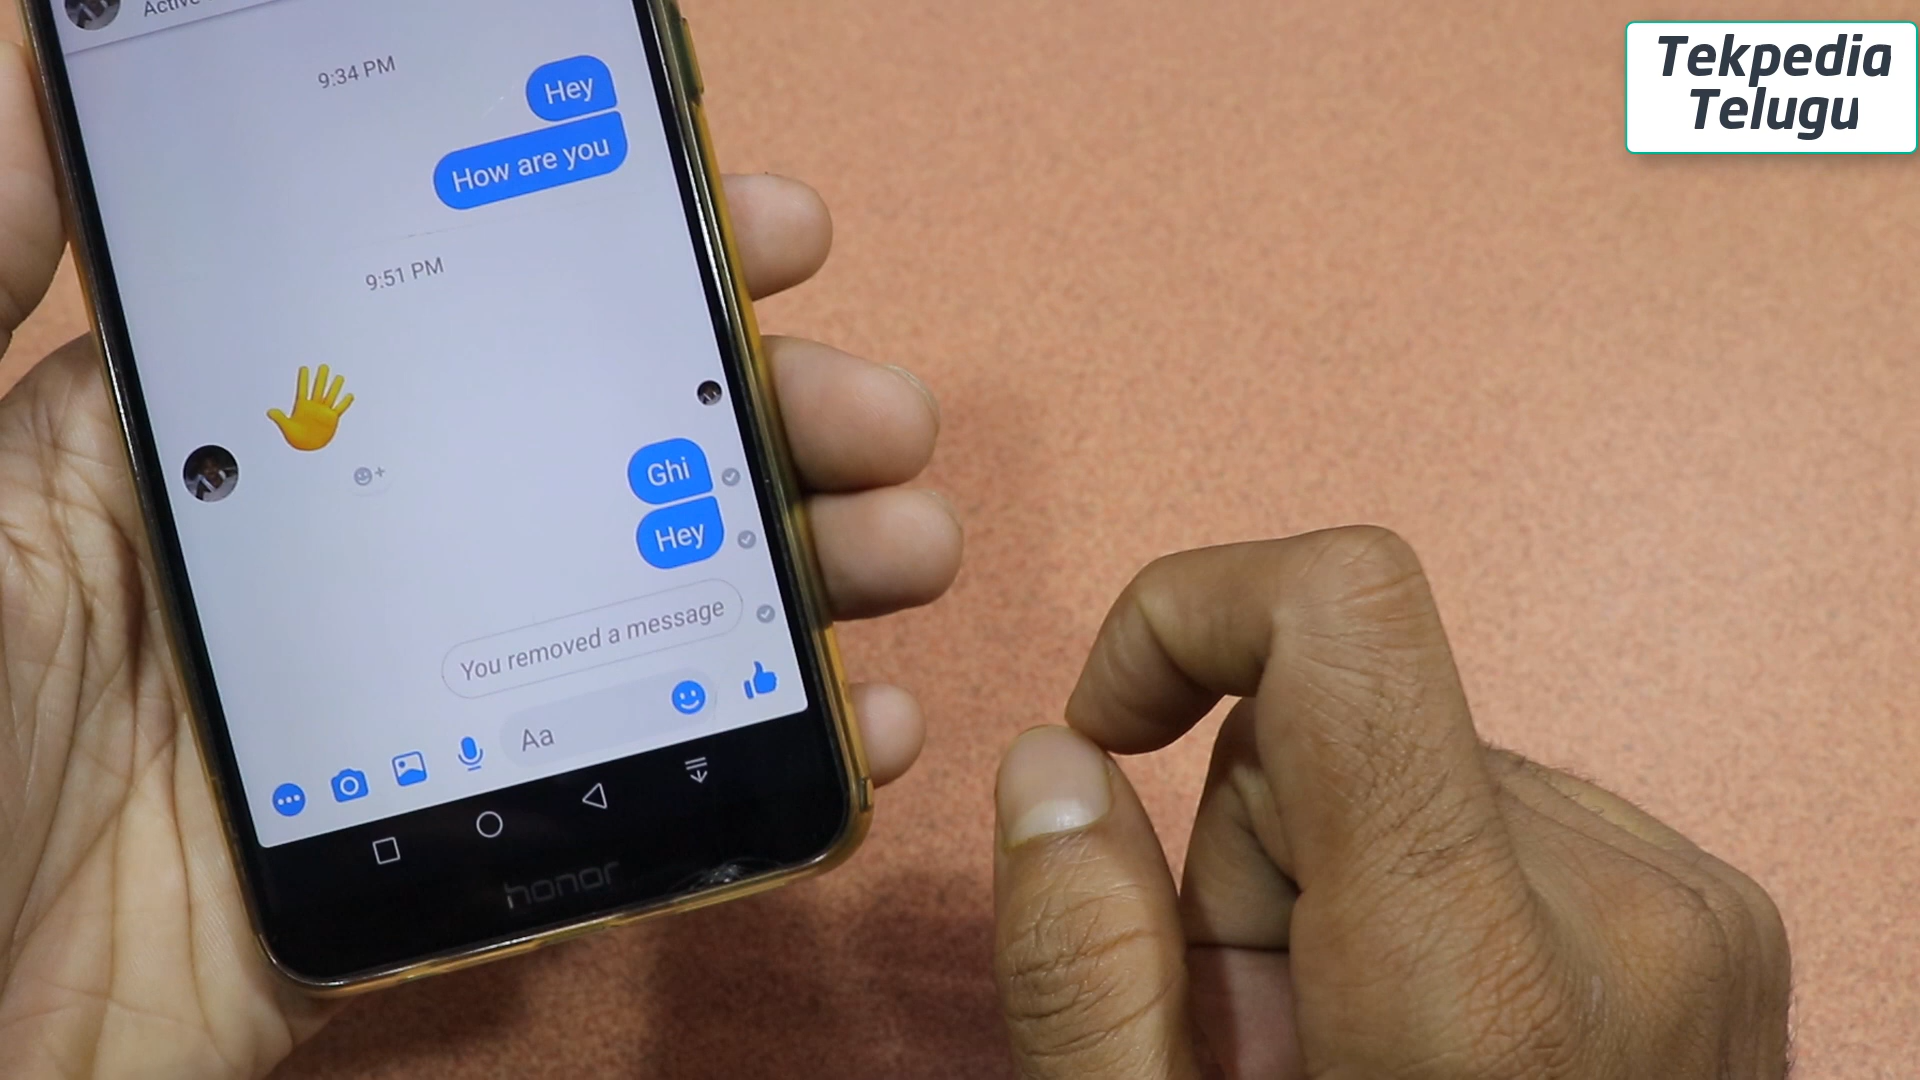 Active
9:34 PM
Hey
How are you
9:51 PM
Ghi
Hey
You removed a message
Aa
honor
Tekpedia
Telugu